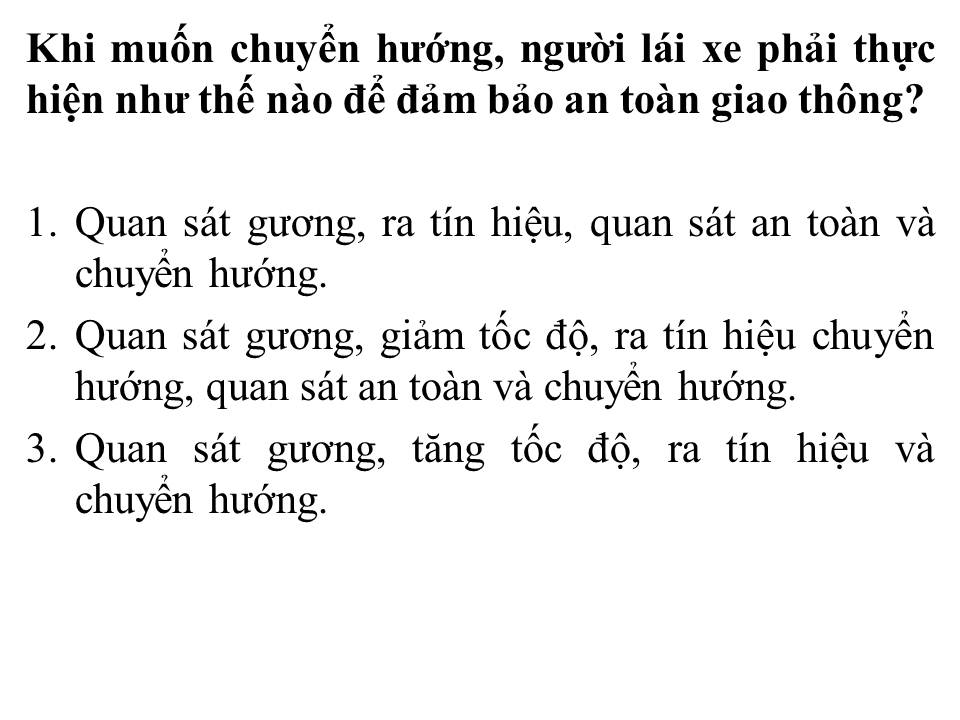 Khi muốn chuyển hướng, người lái xe phải thực
hiện như thế nào để đảm bảo an toàn giao thông?
1. Quan sát gương, ra tín hiệu, quan sát an toàn và
chuyển hướng.
2. Quan sát gương, giảm tốc độ, ra tín hiệu chuyển
hướng, quan sát an toàn và chuyển hướng.
3. Quan sát gương, tăng tốc độ, ra tín hiệu và
chuyển hướng.